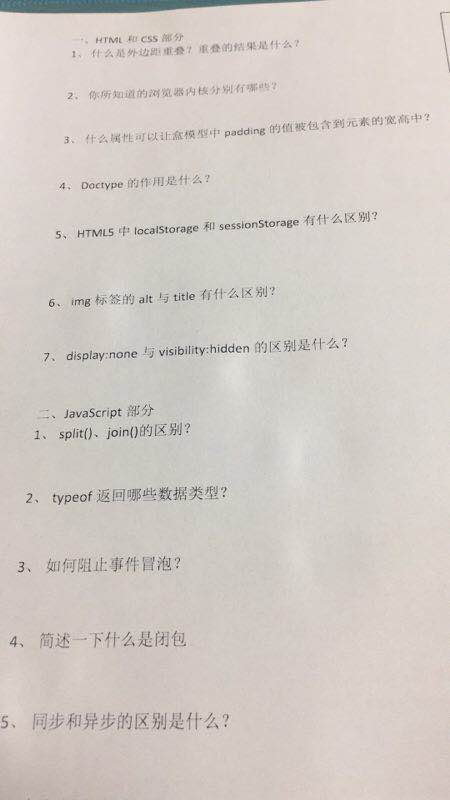 一、HTML 和 CSS 部分
1、 什么是外边距重叠？重叠的结果是什么？
2、 你所知道的浏览器内核分别有哪些？
3、 什么属性可以让盒模型中 padding 的值被包含到元素的宽高中？
4、 Doctype 的作用是什么？
5、 HTML5 中 localStorage 和 sessionStorage 有什么区别？
6、 img 标签的 alt 与 title 有什么区别？
7、 display:none 与 visibility:hidden 的区别是什么？
二、JavaScript 部分
1、 split()、join()的区别？
2、 typeof 返回哪些数据类型？
3、 如何阻止事件冒泡？
4、 简述一下什么是闭包
5、 同步和异步的区别是什么？